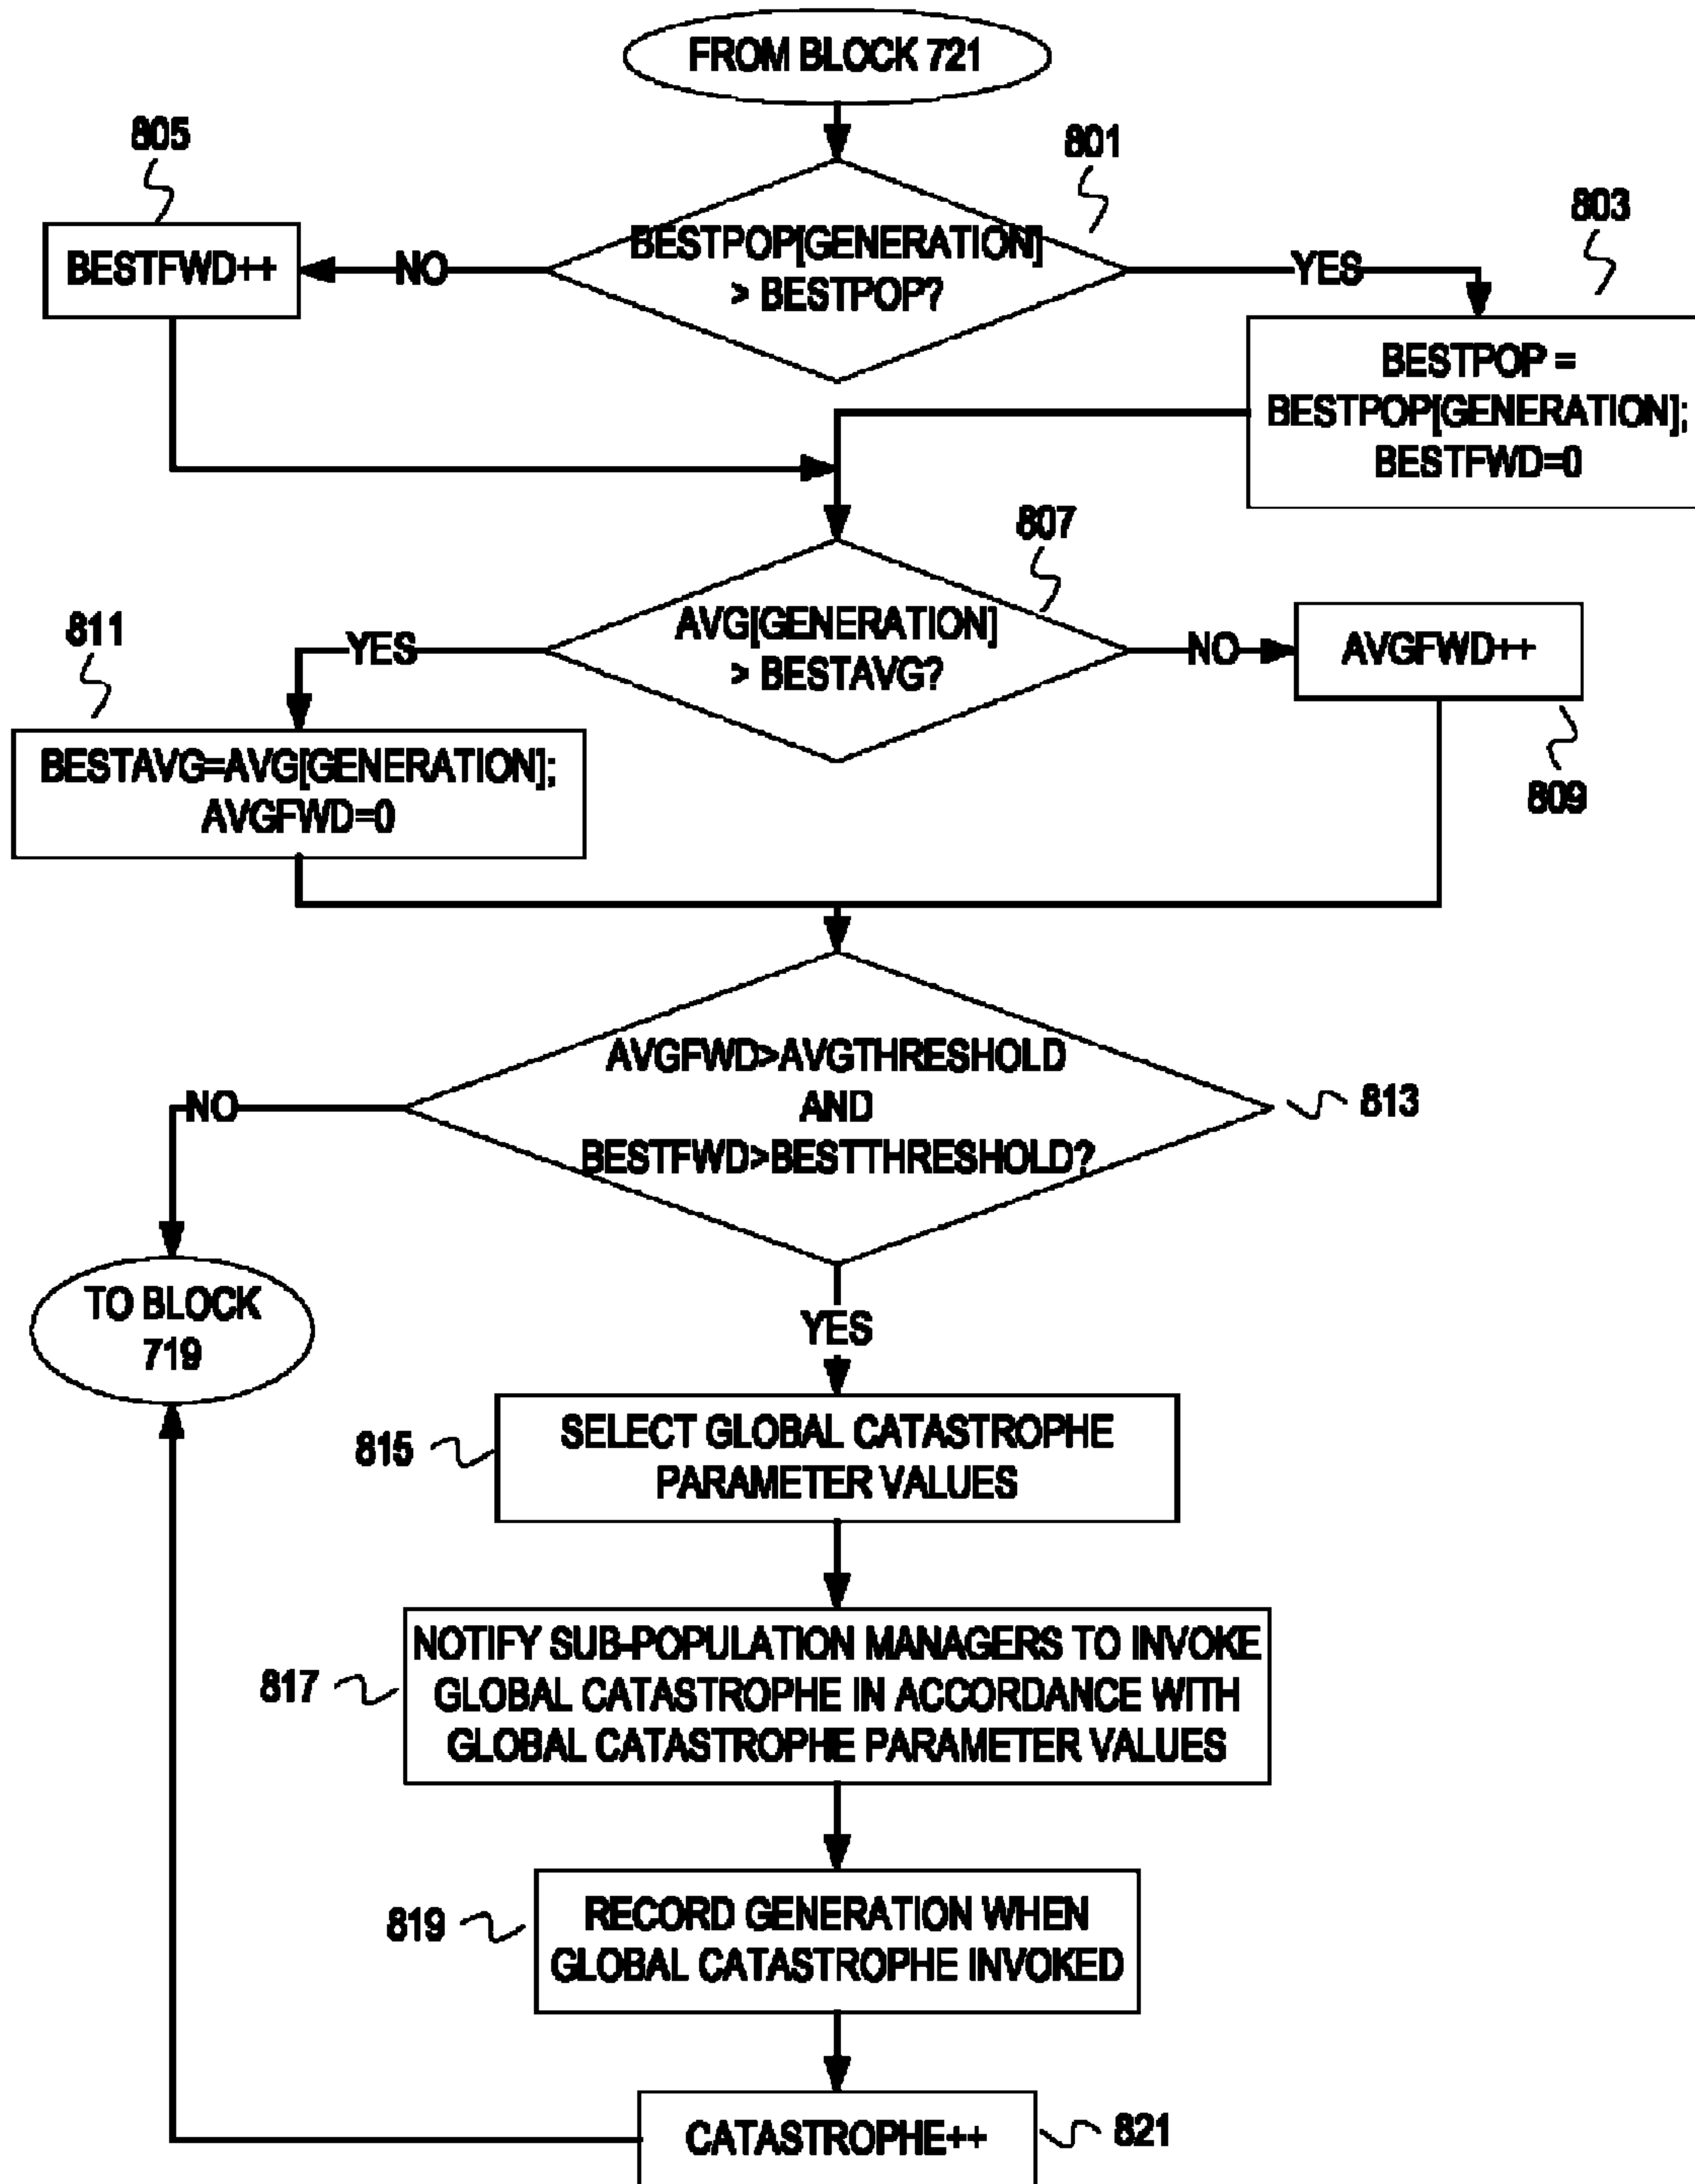 FROM BLOCK 721
805
801
803
BESTPOP[GENERATION]
> BESTPOP?
BESTFWD++
NO
YES
BESTPOP =
BESTPOP[GENERATION];
BESTFWD=0
807
811
AVG[GENERATION]
> BESTAVG?
YES
NO
AVGFWD++
809
BESTAVG=AVG[GENERATION];
AVGFWD=0
AVGFWD>AVGTHRESHOLD
AND
BESTFWD>BESTTHRESHOLD?
813
NO
TO BLOCK
719
YES
815
SELECT GLOBAL CATASTROPHE
PARAMETER VALUES
817
NOTIFY SUB-POPULATION MANAGERS TO INVOKE
GLOBAL CATASTROPHE IN ACCORDANCE WITH
GLOBAL CATASTROPHE PARAMETER VALUES
819
RECORD GENERATION WHEN
GLOBAL CATASTROPHE INVOKED
CATASTROPHE++
821